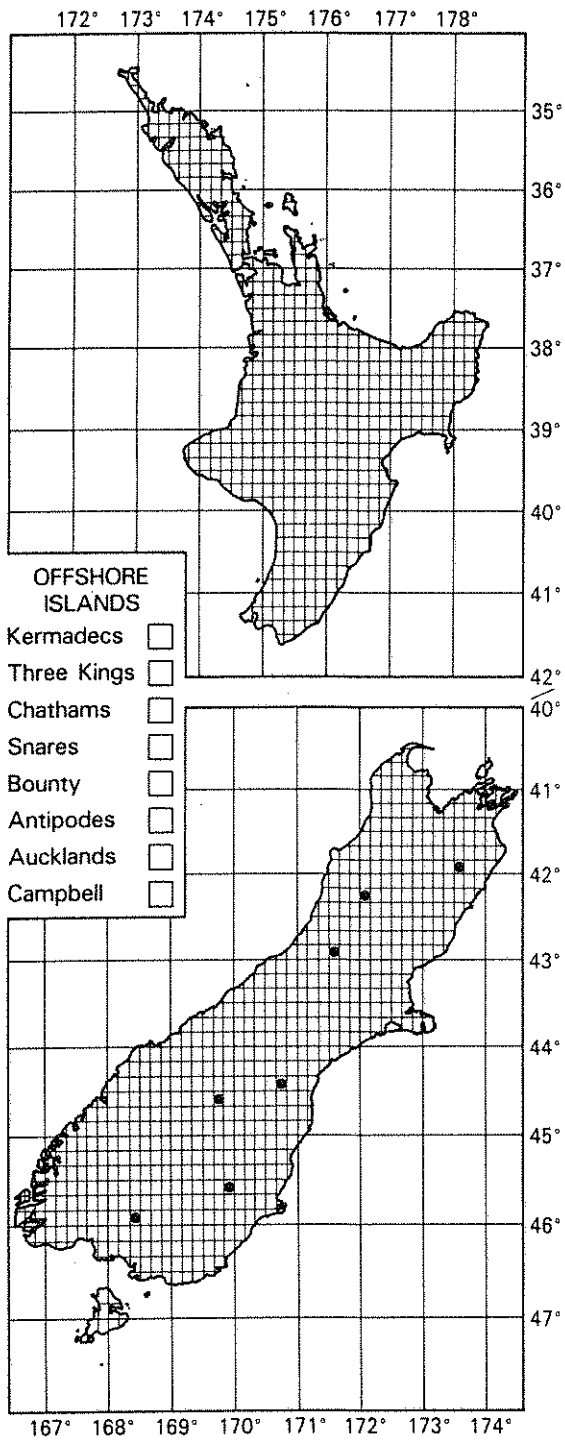 172° 173° 174° 175° 176° 177° 178°
35°
36°
37°
38°
39°
40°
41°
42°
OFFSHORE
ISLANDS
Kermadecs
Three Kings
Chathams
Snares
Bounty
Antipodes
Aucklands
Campbell
40°
41°
42°
43°
44°
45°
46°
47°
167° 168° 169° 170° 171° 172° 173° 174°